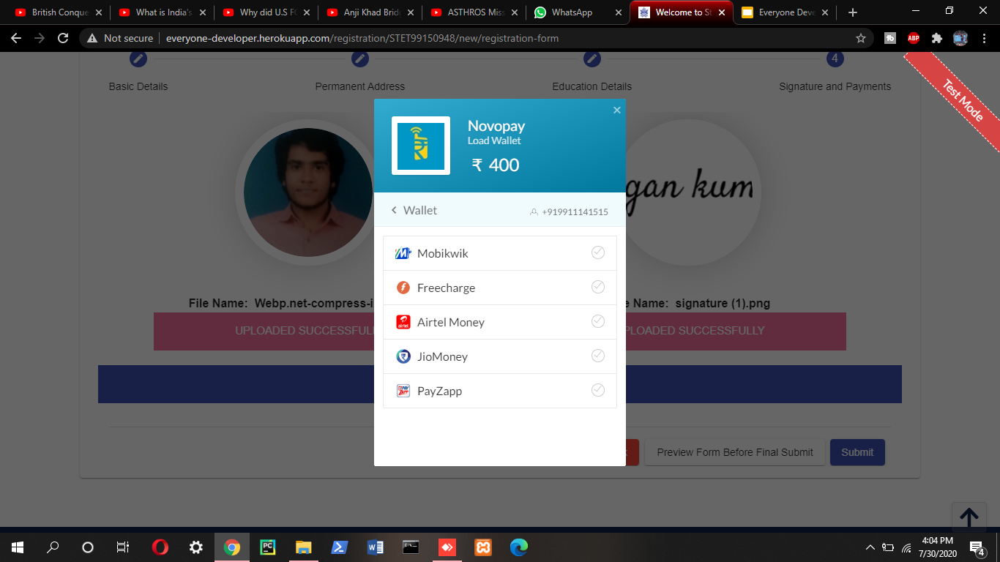 British Conque
What is India's
Why did U.S FO
Anji Khad Brid
ASTHROS Miss
WhatsApp
Welcome to St
Everyone Deve
Not secure
everyone-developer.herokuapp.com/registration/STET99150948/new/registration-form
ABP
4
Basic Details
Permanent Address
Education Details
Signature and Payments
Test Mode
Novopay
Load Wallet
₹ 400
gan kum
Wallet
+919911141515
Mobikwik
Freecharge
airtel
Airtel Money
JioMoney
PayZapp
File Name: Webp.net-compress-i
e Name: signature (1).png
UPLOADED SUCCESSFUL
PLOADED SUCCESSFULLY
Preview Form Before Final Submit
Submit
PC
4:04 PM
7/30/2020
4